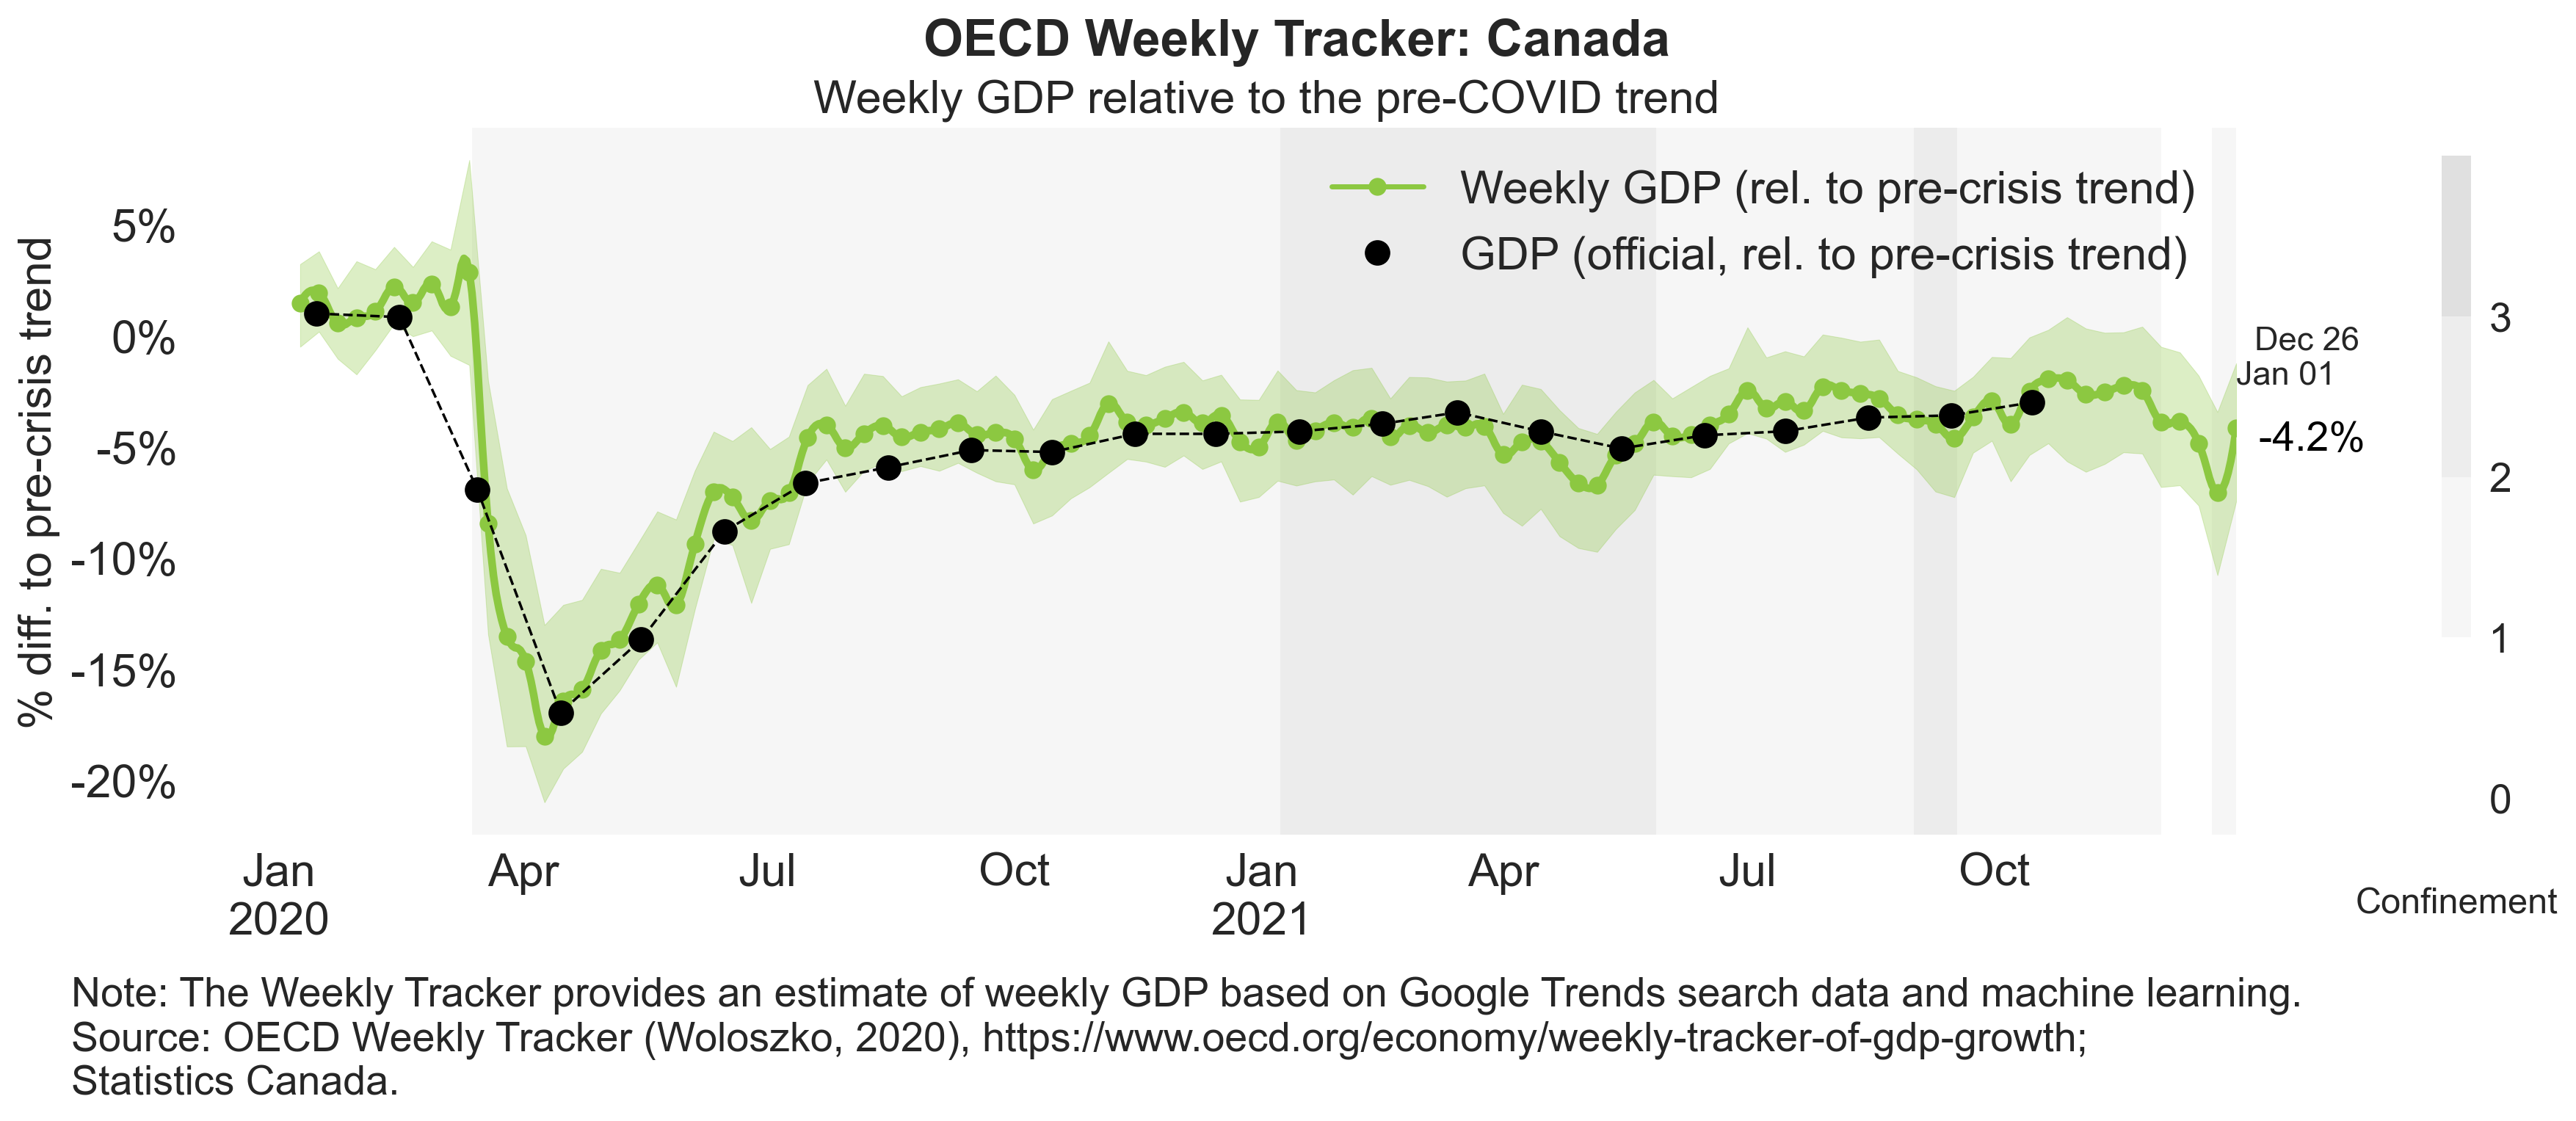 OECD Weekly Tracker: Canada
Weekly GDP relative to the pre-COVID trend
% diff. to pre-crisis trend
5%
0%
-5%
-10%
-15%
-20%
Weekly GDP (rel. to pre-crisis trend)
GDP (official, rel. to pre-crisis trend)
Dec 26
Jan 01
-4.2%
3
2
1
0
Confinement
Jan Apr Jul Oct Jan Apr Jul Oct
2020 2021
Note: The Weekly Tracker provides an estimate of weekly GDP based on Google Trends search data and machine learning.
Source: OECD Weekly Tracker (Woloszko, 2020), https://www.oecd.org/economy/weekly-tracker-of-gdp-growth;
Statistics Canada.